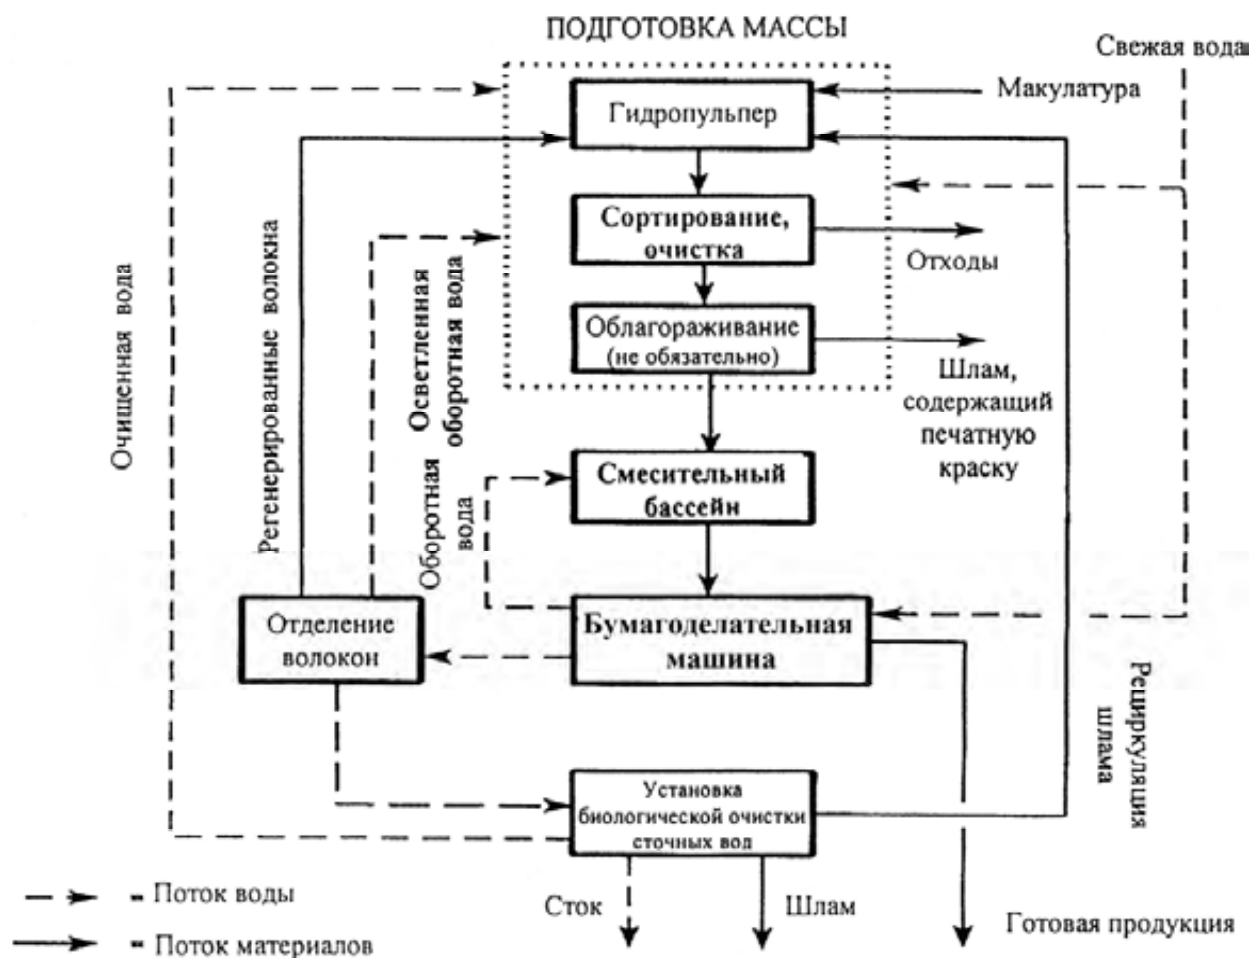 ПОДГОТОВКА МАССЫ
Свежая вода
Гидропульпер
Макулатура
Сортирование,
очистка
Отходы
Облагораживание
(не обязательно)
Шлам,
содержащий
печатную
краску
Очищенная вода
Регенерированные волокна
Осветленная
оборотная вода
Оборотная
вода
Смесительный
бассейн
Отделение
волокон
Бумагоделательная
машина
Рециркуляция
шлама
Установка
биологической очистки
сточных вод
Сток
Шлам
Готовая продукция
- Поток воды
- Поток материалов